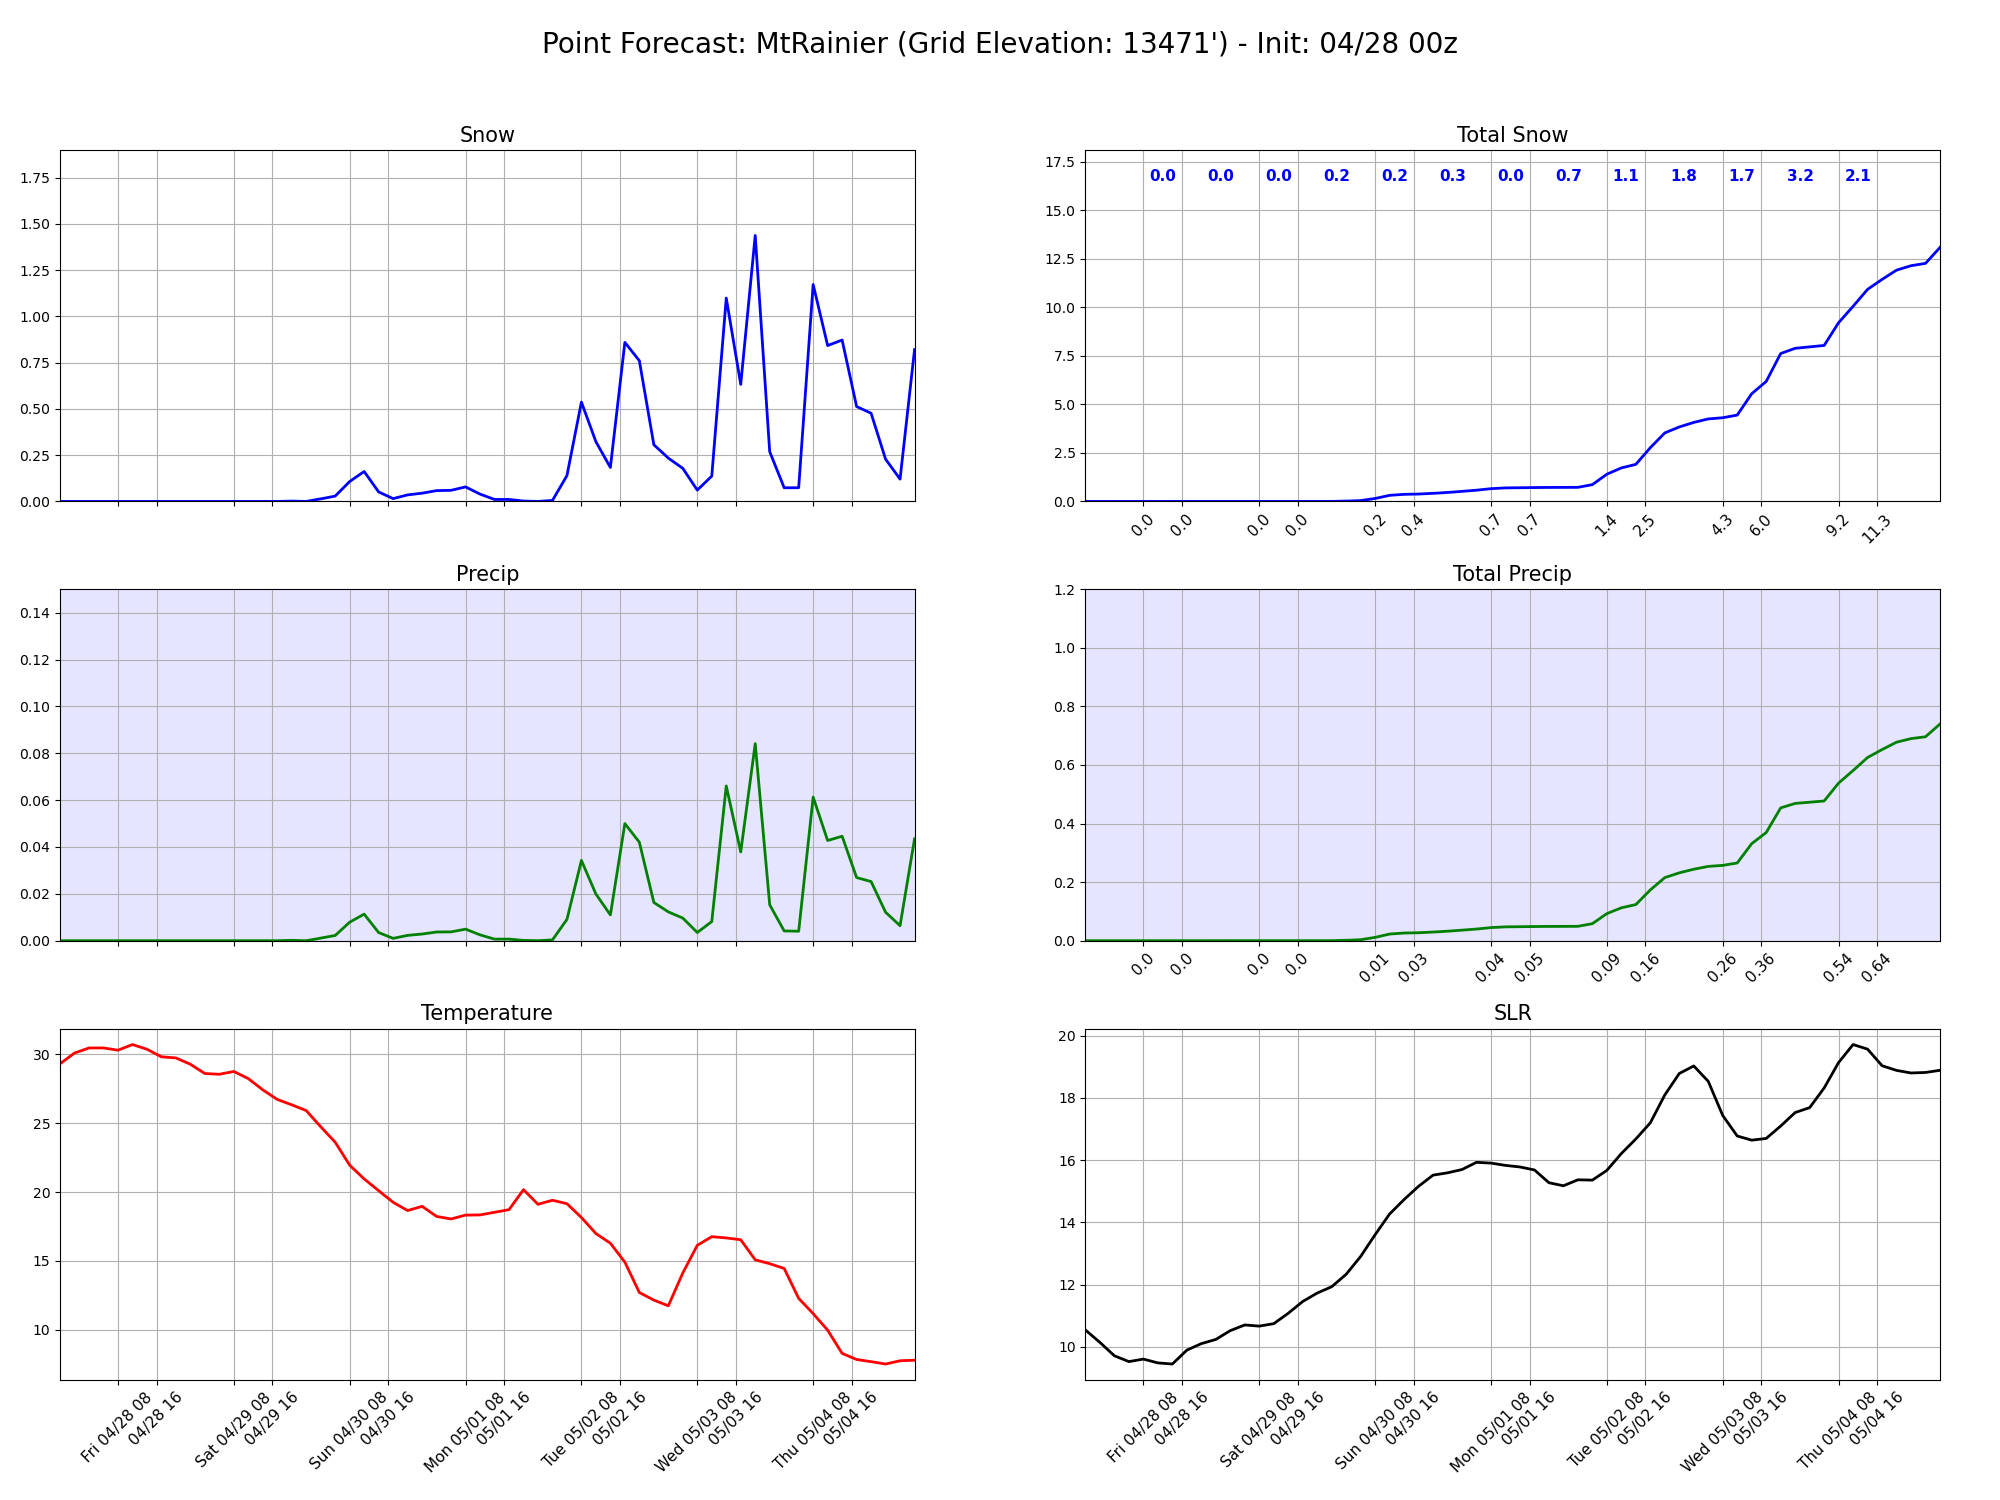 Point Forecast: MtRainier (Grid Elevation: 13471') - Init: 04/28 00z
Snow
1.75
1.50
1.25
1.00
0.75
0.50
0.25
0.00
Total Snow
17.5
15.0
12.5
10.0
7.5
5.0
2.5
0.0
0.0 0.0 0.0 0.2 0.2 0.3 0.0 0.7 1.1 1.8 1.7 3.2 2.1
0.0 0.0 0.0 0.0 0.2 0.4 0.7 0.7 1.4 2.5 4.3 6.0 9.2 11.3
Precip
0.14
0.12
0.10
0.08
0.06
0.04
0.02
0.00
Total Precip
1.2
1.0
0.8
0.6
0.4
0.2
0.0
0.0 0.0 0.0 0.0 0.01 0.03 0.04 0.05 0.09 0.16 0.26 0.36 0.54 0.64
Temperature
30
25
20
15
10
Fri 04/28 08
04/28 16
Sat 04/29 08
04/29 16
Sun 04/30 08
04/30 16
Mon 05/01 08
05/01 16
Tue 05/02 08
05/02 16
Wed 05/03 08
05/03 16
Thu 05/04 08
05/04 16
SLR
20
18
16
14
12
10
Fri 04/28 08
04/28 16
Sat 04/29 08
04/29 16
Sun 04/30 08
04/30 16
Mon 05/01 08
05/01 16
Tue 05/02 08
05/02 16
Wed 05/03 08
05/03 16
Thu 05/04 08
05/04 16